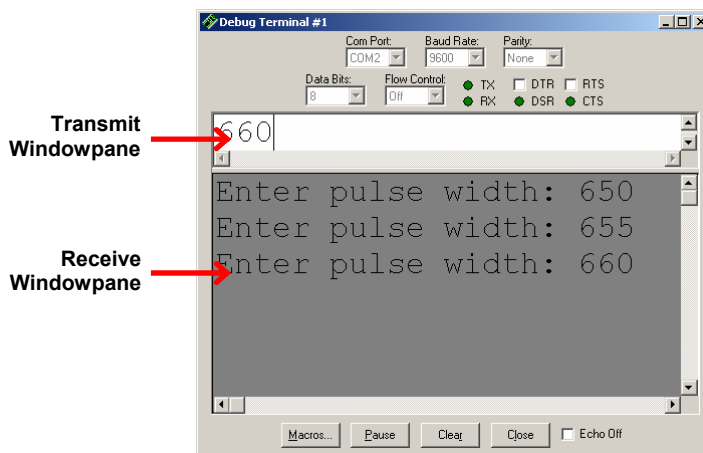 Debug Terminal #1
Com Port: Baud Rate: Parity:
COM2 9600 None
Data Bits: Flow Control: TX DTR RTS
8 Off RX DSR CTS
Transmit
Windowpane
660
Enter pulse width: 650
Enter pulse width: 655
Enter pulse width: 660
Receive
Windowpane
Macros... Pause Clear Close Echo Off